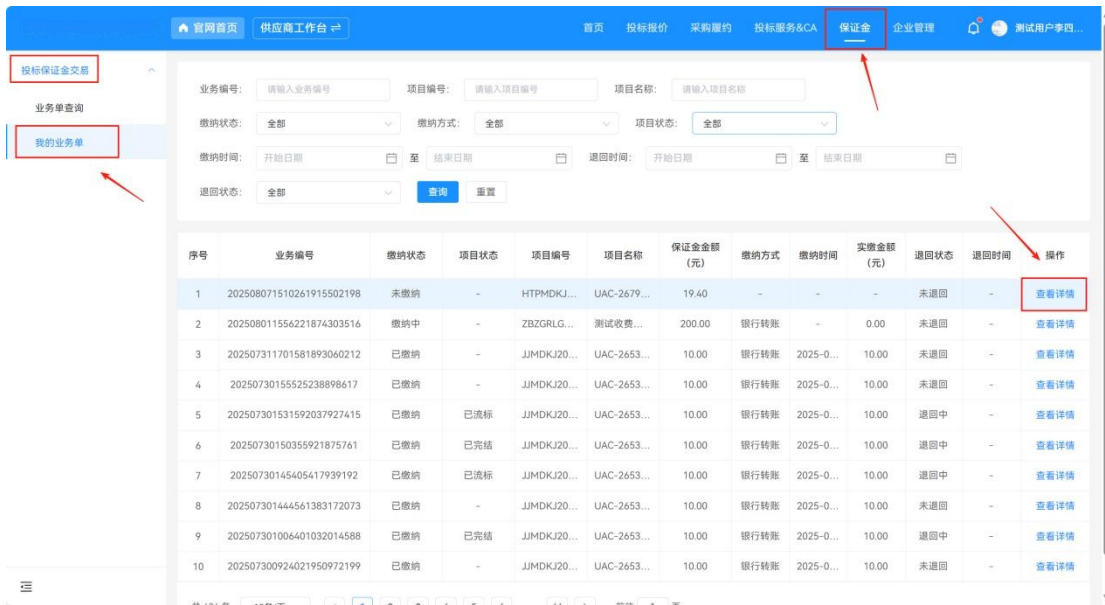 官网首页 供应商工作台 ⇌ 首页 投标报价 采购履约 投标服务&CA 保证金 企业管理 测试用户李四...
投标保证金交易
业务单查询
我的业务单
业务编号: 请输入业务编号 项目编号: 请输入项目编号 项目名称: 请输入项目名称
缴纳状态: 全部 缴纳方式: 全部 项目状态: 全部
缴纳时间: 开始日期 至 结束日期 退回时间: 开始日期 至 结束日期
退回状态: 全部 查询 重置
序号 业务编号 缴纳状态 项目状态 项目编号 项目名称 保证金金额(元) 缴纳方式 缴纳时间 实缴金额(元) 退回状态 退回时间 操作
1 202508071510261915502198 未缴纳 - HTPMDKJ... UAC-2679... 19.40 - - - 未退回 - 查看详情
2 202508011556221874303516 缴纳中 - ZBZGRLG... 测试收费... 200.00 银行转账 - 0.00 未退回 - 查看详情
3 202507311701581893060212 已缴纳 - JJMDKJ20... UAC-2653... 10.00 银行转账 2025-0... 10.00 未退回 - 查看详情
4 20250730155525238898617 已缴纳 - JJMDKJ20... UAC-2653... 10.00 银行转账 2025-0... 10.00 未退回 - 查看详情
5 202507301531592037927415 已缴纳 已流标 JJMDKJ20... UAC-2653... 10.00 银行转账 2025-0... 10.00 退回中 - 查看详情
6 20250730150355921875761 已缴纳 已完结 JJMDKJ20... UAC-2653... 10.00 银行转账 2025-0... 10.00 退回中 - 查看详情
7 20250730145405417939192 已缴纳 已流标 JJMDKJ20... UAC-2653... 10.00 银行转账 2025-0... 10.00 退回中 - 查看详情
8 202507301444561383172073 已缴纳 - JJMDKJ20... UAC-2653... 10.00 银行转账 2025-0... 10.00 未退回 - 查看详情
9 202507301006401032014588 已缴纳 已完结 JJMDKJ20... UAC-2653... 10.00 银行转账 2025-0... 10.00 退回中 - 查看详情
10 202507300924021950972199 已缴纳 - JJMDKJ20... UAC-2653... 10.00 银行转账 2025-0... 10.00 未退回 - 查看详情